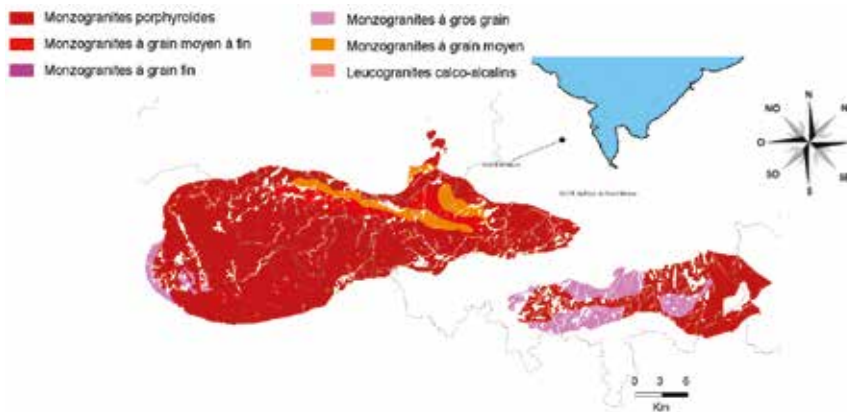 Monzogranites porphyroïdes
Monzogranites à gros grain
Monzogranites à grain moyen à fin
Monzogranites à grain moyen
Monzogranites à grain fin
Leucogranites calco-alcalins
N
NO
N
O
SO
SE
S
0 3 6
Km